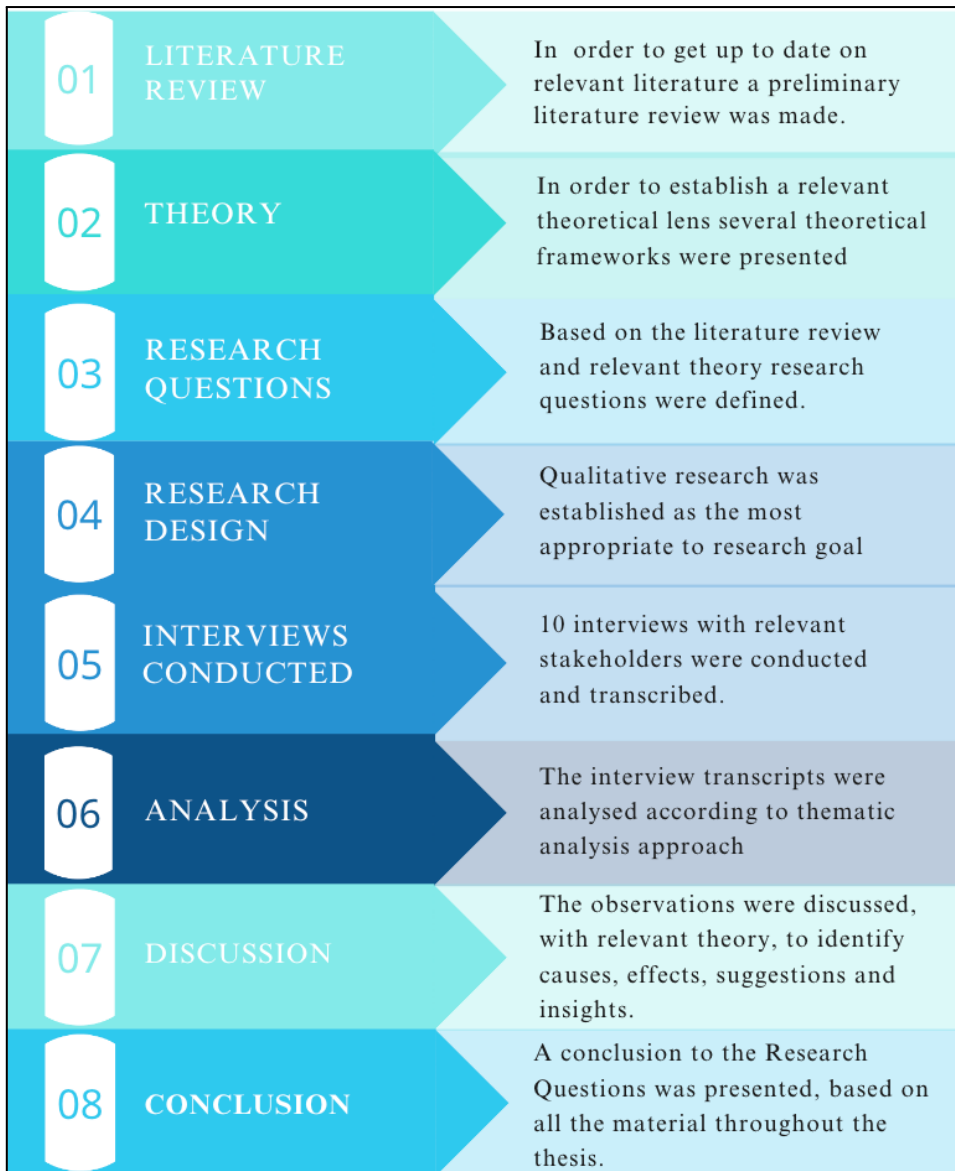 01
LITERATURE
REVIEW
In order to get up to date on
relevant literature a preliminary
literature review was made.
02
THEORY
In order to establish a relevant
theoretical lens several theoretical
frameworks were presented
03
RESEARCH
QUESTIONS
Based on the literature review
and relevant theory research
questions were defined.
04
RESEARCH
DESIGN
Qualitative research was
established as the most
appropriate to research goal
05
INTERVIEWS
CONDUCTED
10 interviews with relevant
stakeholders were conducted
and transcribed.
06
ANALYSIS
The interview transcripts were
analysed according to thematic
analysis approach
07
DISCUSSION
The observations were discussed,
with relevant theory, to identify
causes, effects, suggestions and
insights.
08
CONCLUSION
A conclusion to the Research
Questions was presented, based on
all the material throughout the
thesis.